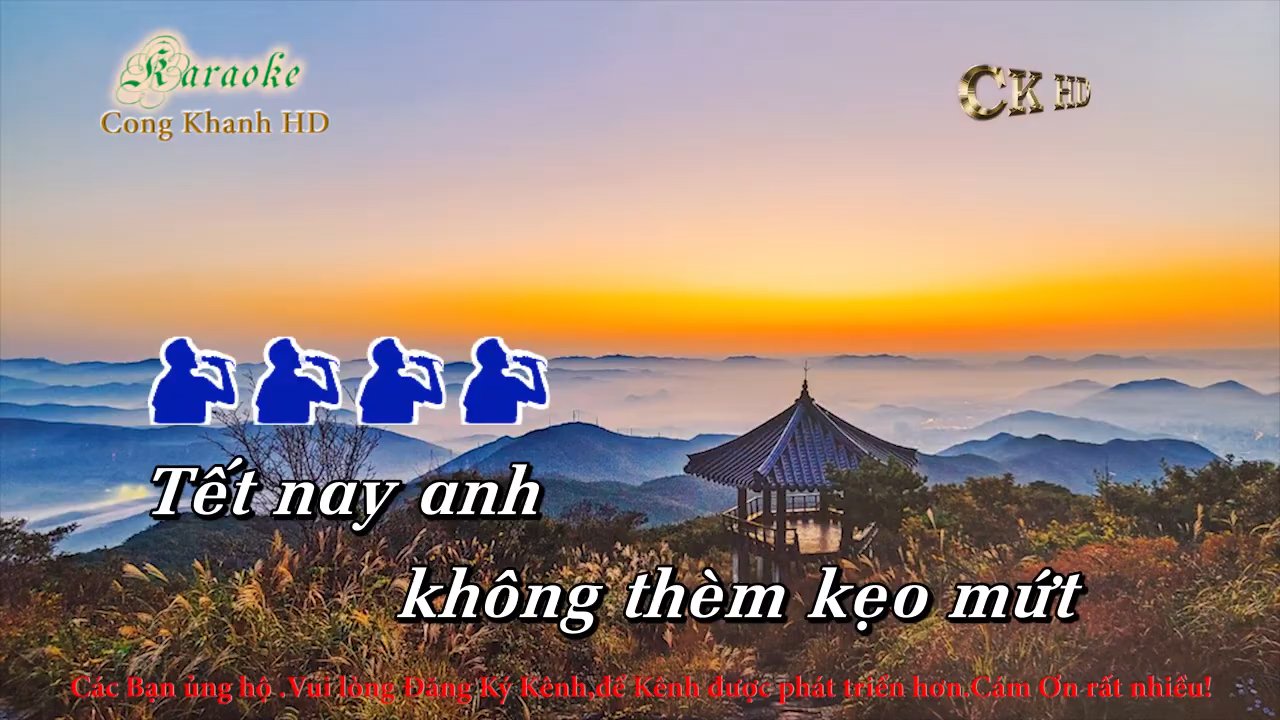 Karaoke
Cong Khanh HD
CK HD
Tết nay anh
không thèm kẹo mứt
Các Bạn ủng hộ .Vui lòng Đăng Ký Kênh,để Kênh được phát triển hơn,Cám Ơn rất nhiều!